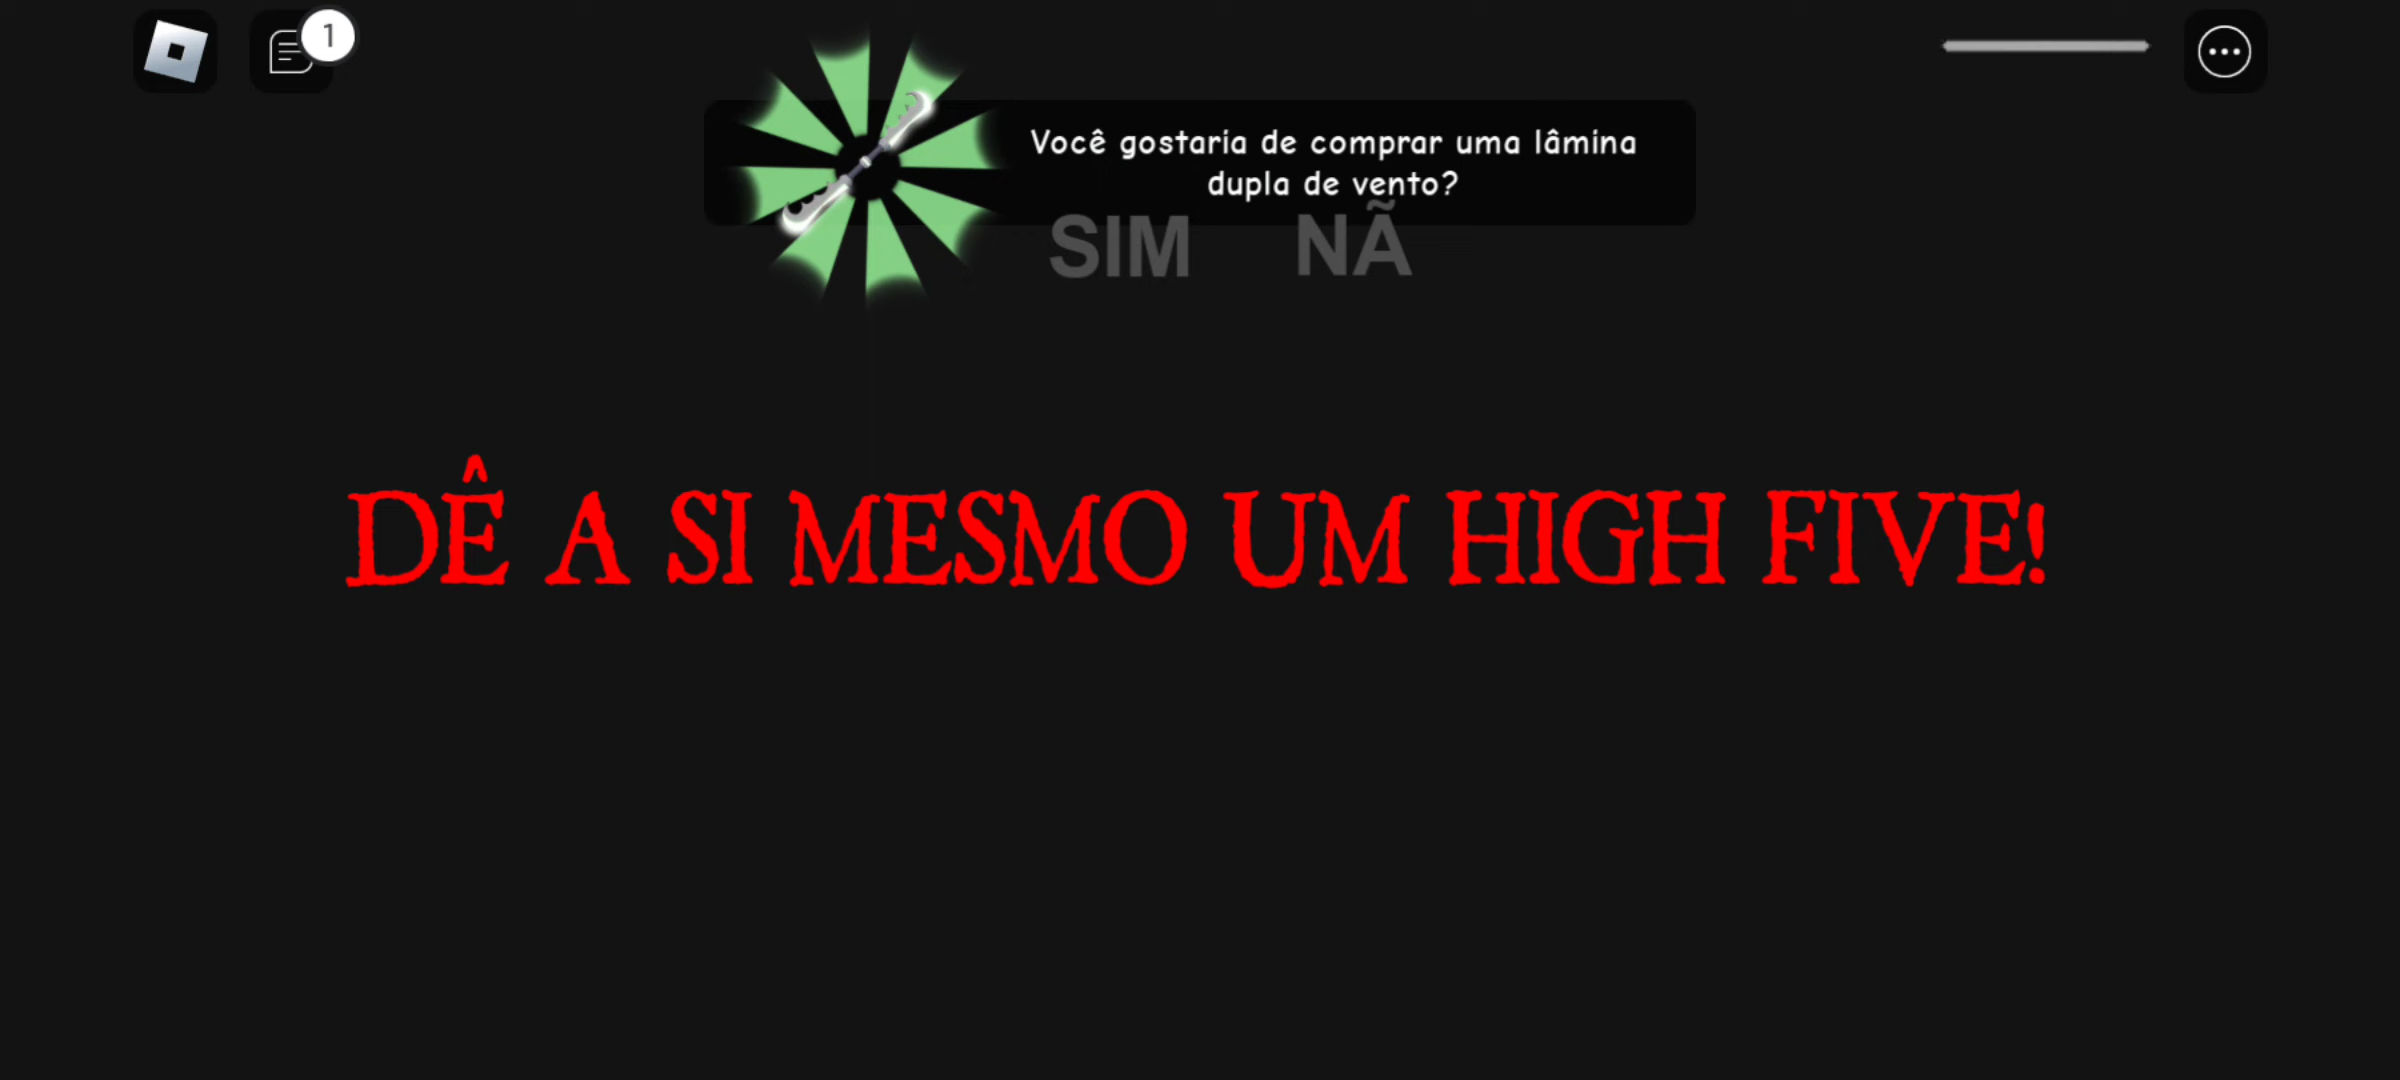 1
Você gostaria de comprar uma lâmina
dupla de vento?
SIM NÃ
DÊ A SI MESMO UM HIGH FIVE!